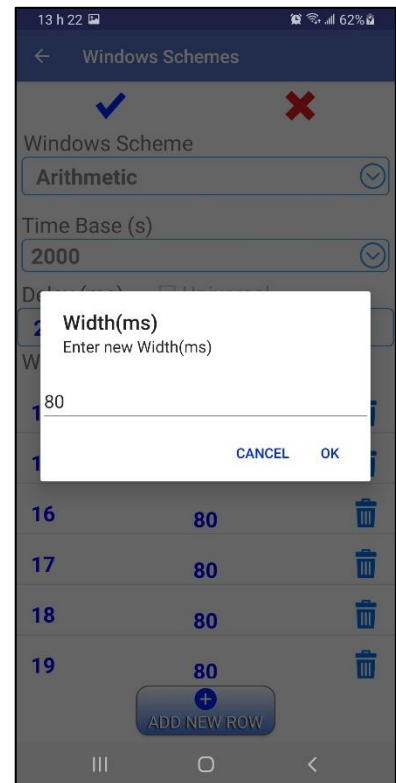 13 h 22 62%
Windows Schemes
Windows Scheme
Arithmetic
Time Base (s)
2000
Width(ms)
Enter new Width(ms)
80
CANCEL OK
16 80
17 80
18 80
19 80
ADD NEW ROW